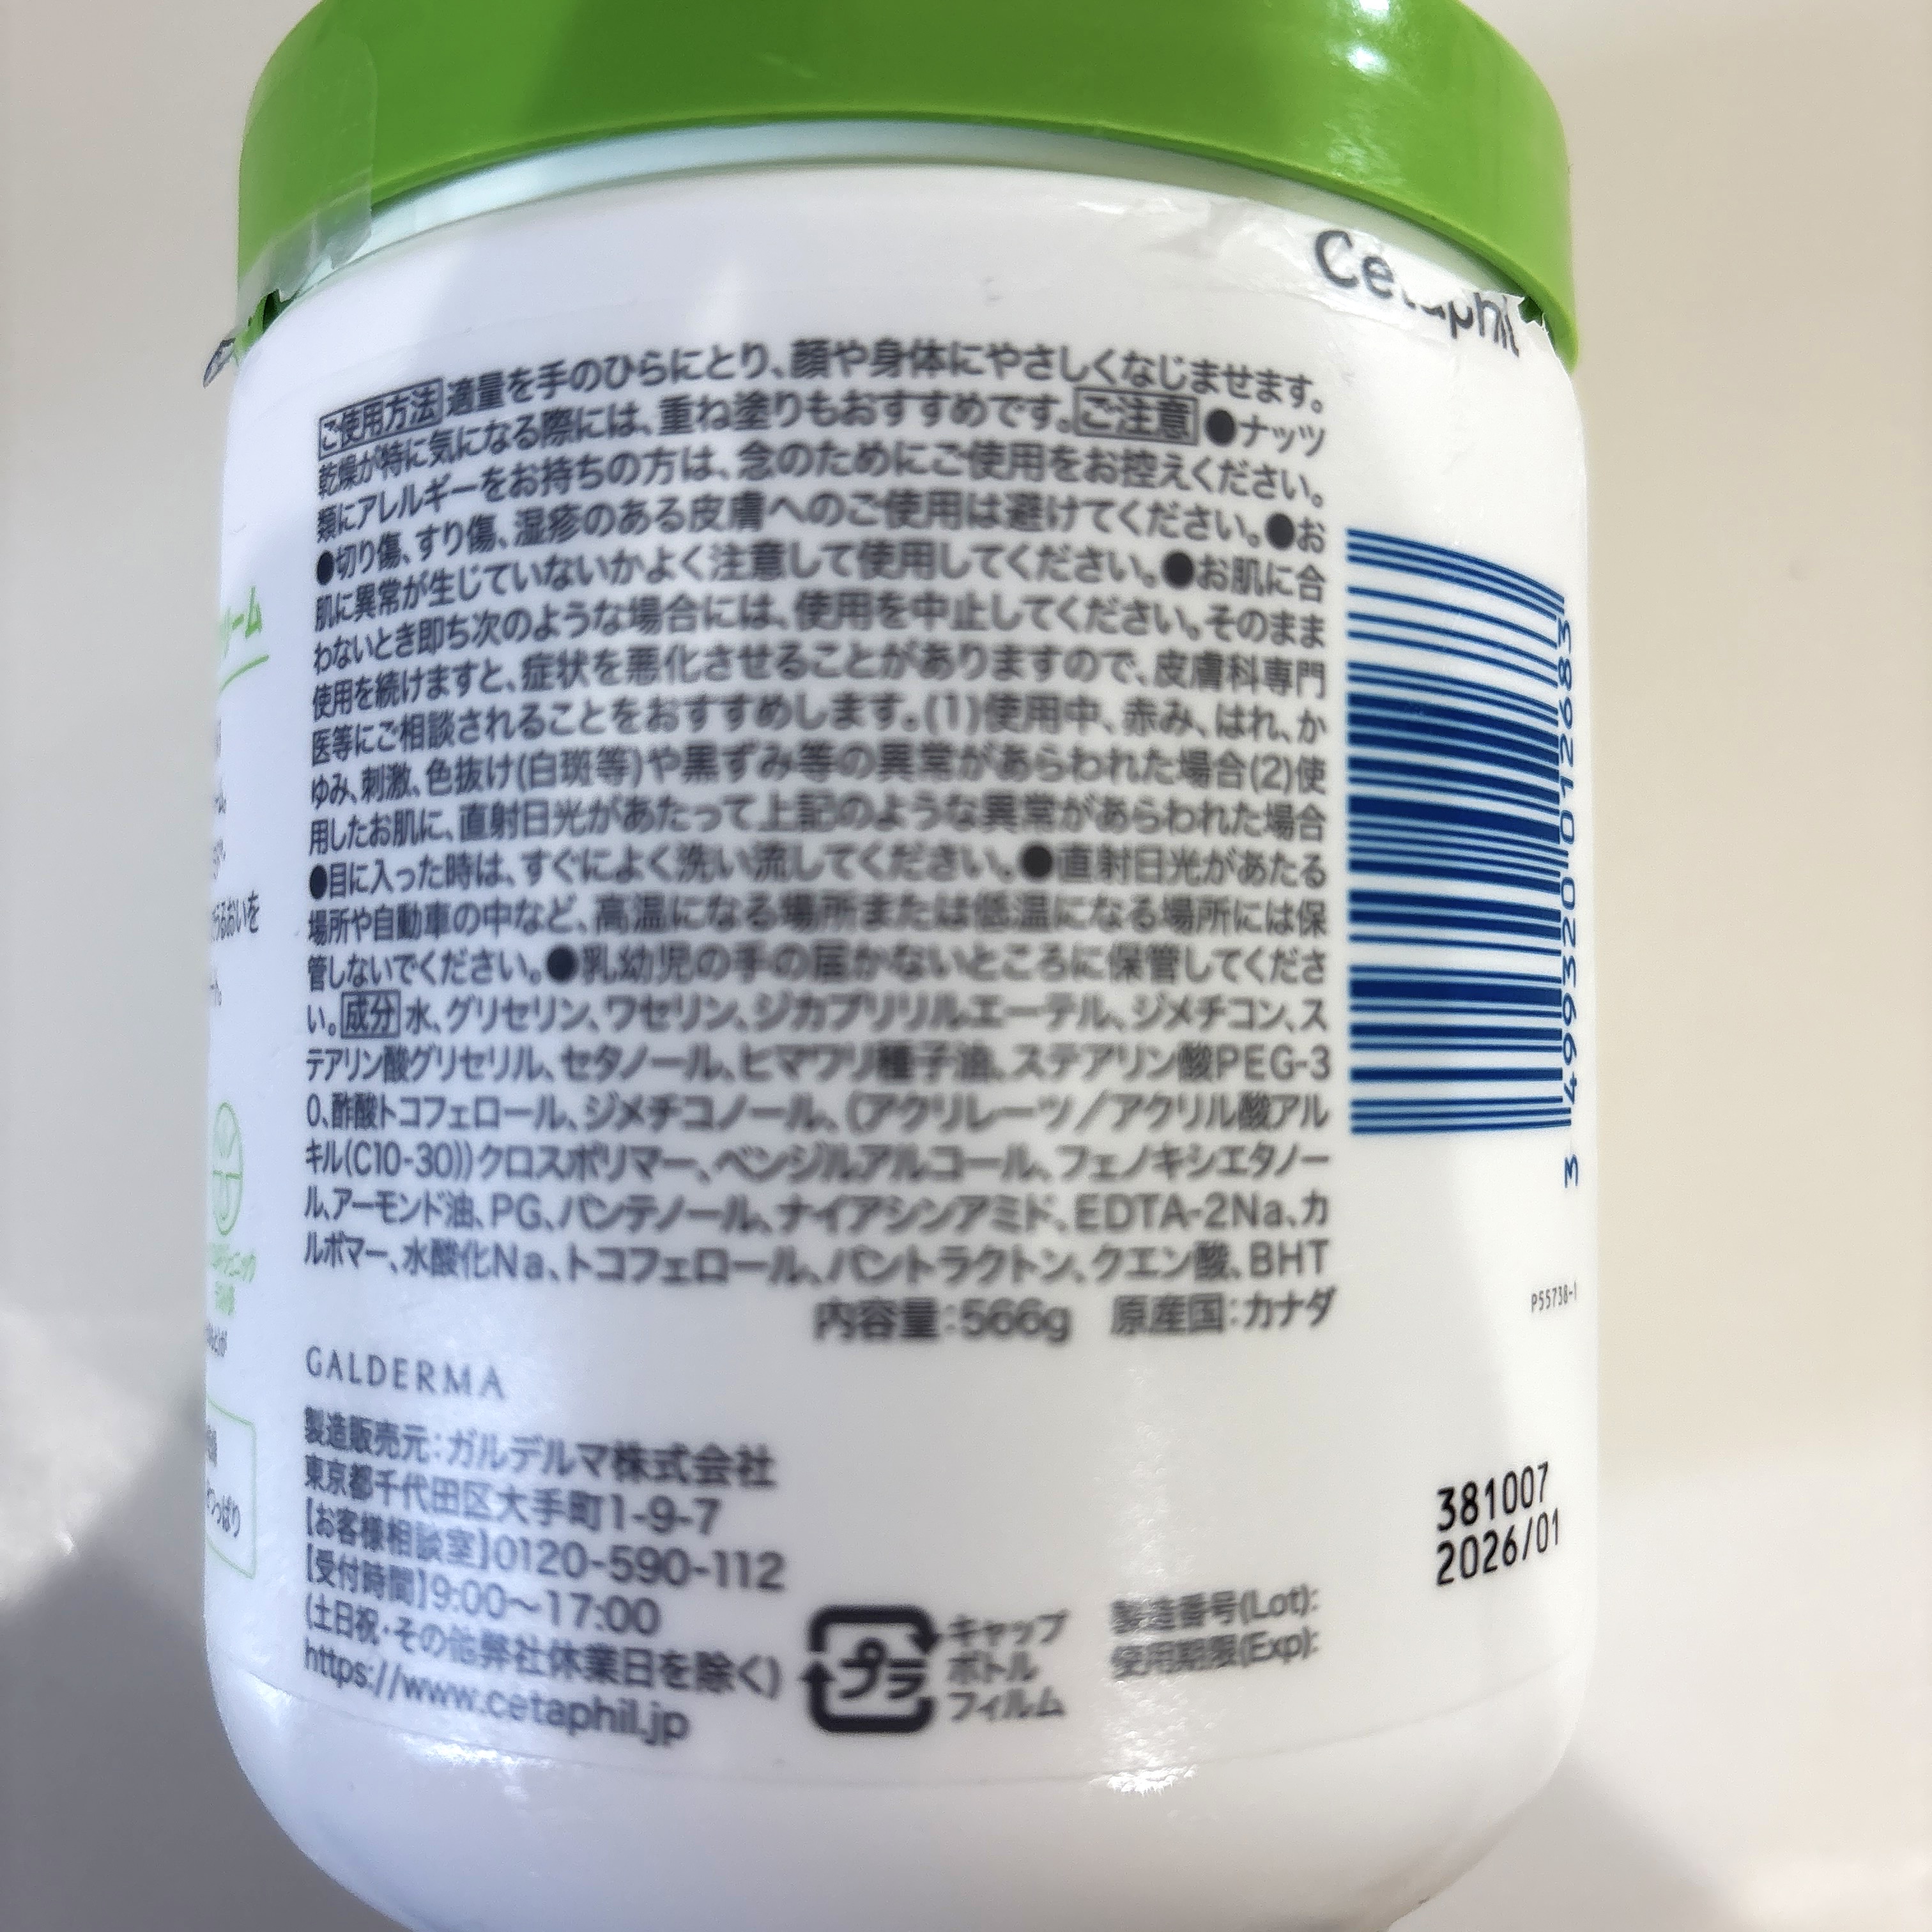 Cetaphil
ご使用方法 適量を手のひらにとり、顔や身体にやさしくなじませます。
乾燥が特に気になる際には、重ね塗りもおすすめです。ご注意 ●ナッツ
類にアレルギーをお持ちの方は、念のためにご使用をお控えください。
●切り傷、すり傷、湿疹のある皮膚へのご使用は避けてください。●お
肌に異常が生じていないかよく注意して使用してください。●お肌に合
わないとき即ち次のような場合には、使用を中止してください。そのまま
使用を続けますと、症状を悪化させることがありますので、皮膚科専門
医等にご相談されることをおすすめします。(1)使用中、赤み、はれ、か
ゆみ、刺激、色抜け(白斑等)や黒ずみ等の異常があらわれた場合(2)使
用したお肌に、直射日光があたって上記のような異常があらわれた場合
●目に入った時は、すぐによく洗い流してください。●直射日光があたる
場所や自動車の中など、高温になる場所または低温になる場所には保
管しないでください。●乳幼児の手の届かないところに保管してくださ
い。成分 水、グリセリン、ワセリン、ジカプリリルエーテル、ジメチコン、ス
テアリン酸グリセリル、セタノール、ヒマワリ種子油、ステアリン酸PEG-3
0、酢酸トコフェロール、ジメチコノール、(アクリレーツ/アクリル酸アル
キル(C10-30))クロスポリマー、ベンジルアルコール、フェノキシエタノー
ル、アーモンド油、PG、パンテノール、ナイアシンアミド、EDTA-2Na、カ
ルボマー、水酸化Na、トコフェロール、パントラクトン、クエン酸、BHT
内容量:566g 原産国:カナダ
GALDERMA
製造販売元:ガルデルマ株式会社
東京都千代田区大手町1-9-7
【お客様相談室】0120-590-112
【受付時間】9:00〜17:00
(土日祝・その他弊社休業日を除く)
https://www.cetaphil.jp
プラ
キャップ
ボトル
フィルム
製造番号(Lot):
使用期限(Exp):
381007
2026/01
3 499320 012683
P55738-1
リーム
うるおいを
つっぱり